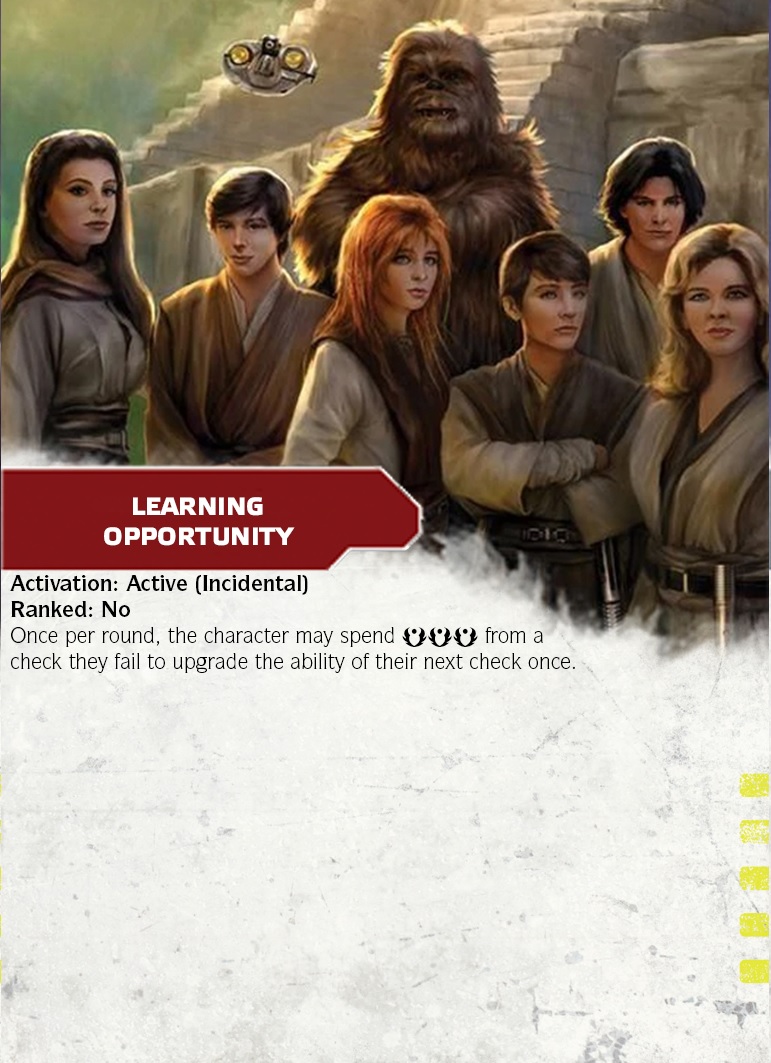 LEARNING
OPPORTUNITY
Activation: Active (Incidental)
Ranked: No
Once per round, the character may spend from a
check they fail to upgrade the ability of their next check once.